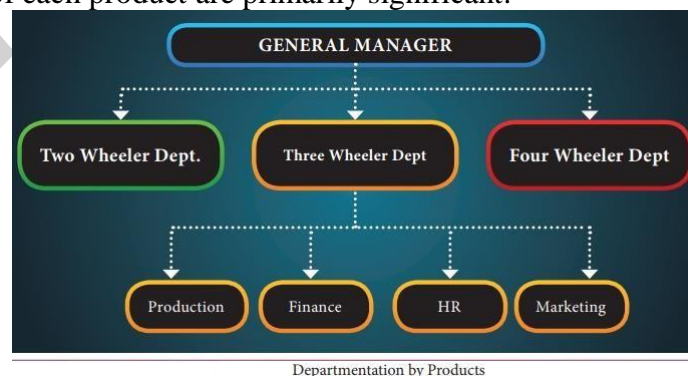 of each product are primarily significant.
GENERAL MANAGER
Two Wheeler Dept.
Three Wheeler Dept
Four Wheeler Dept
Production
Finance
HR
Marketing
Departmentation by Products